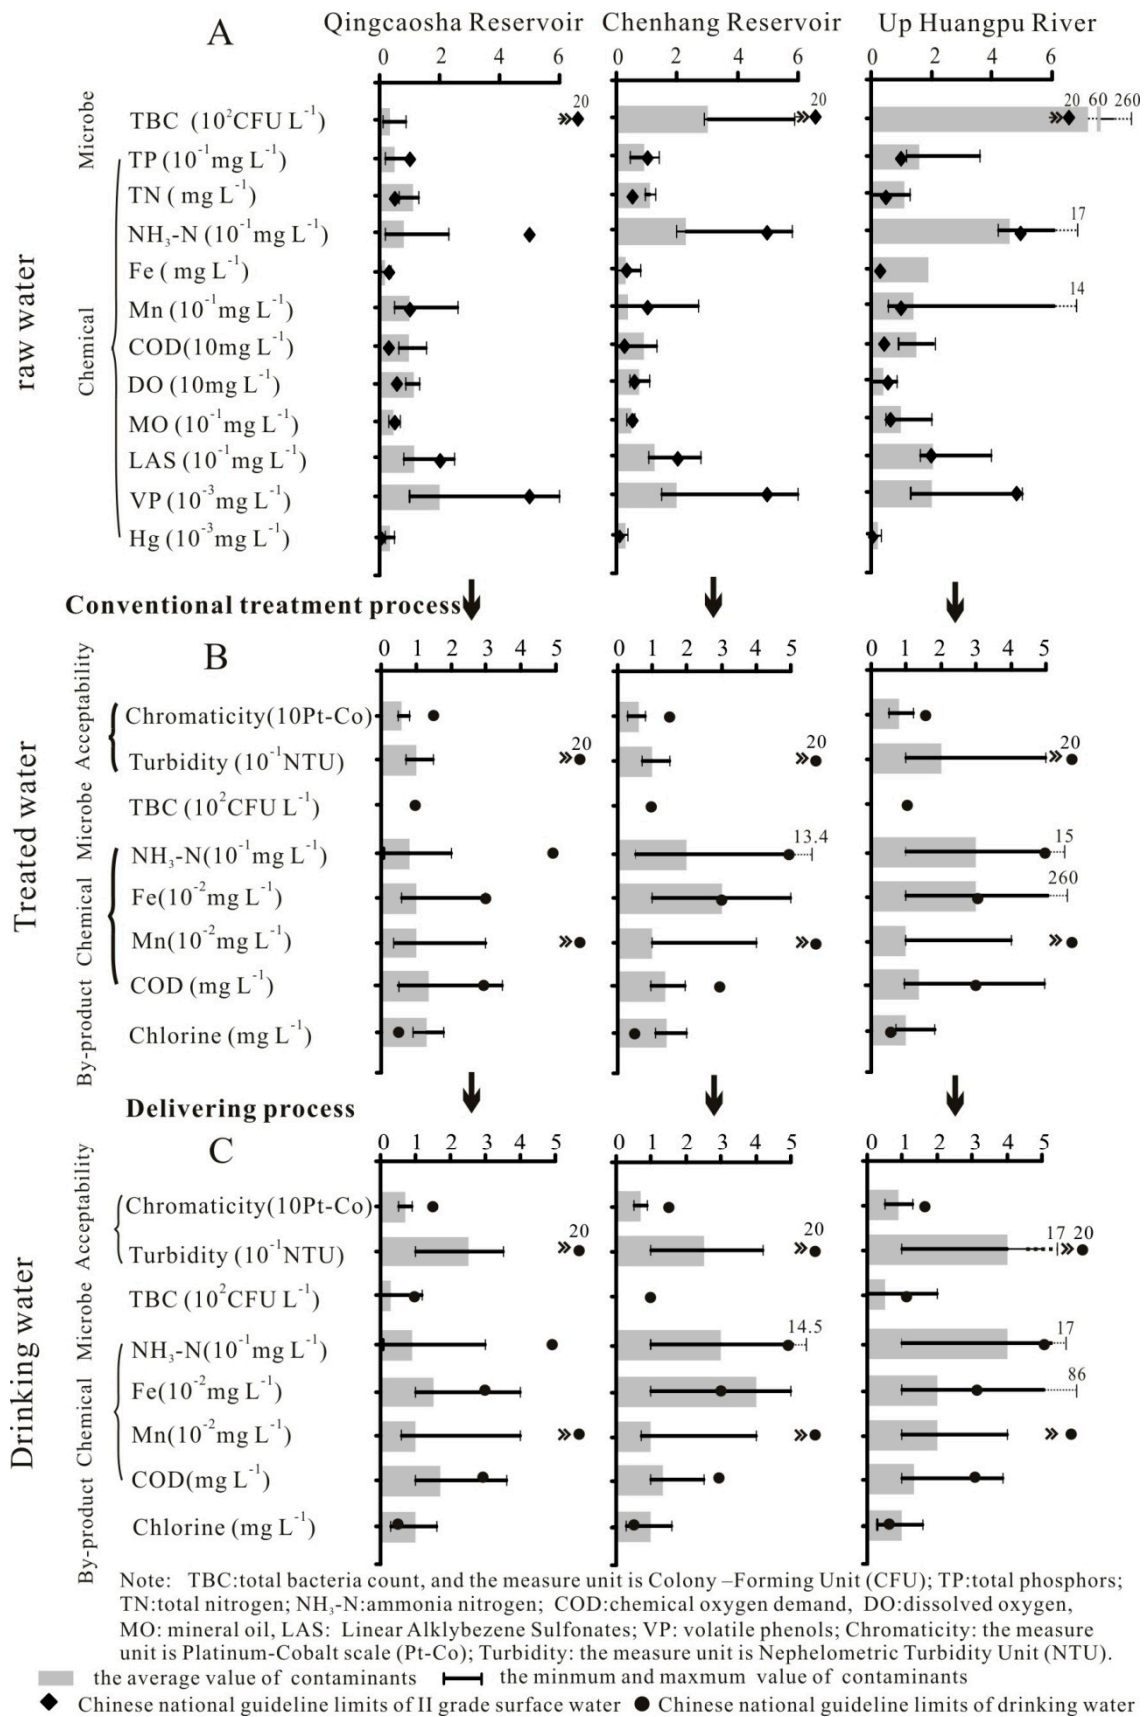 A
Qingcaosha Reservoir
Chenhang Reservoir
Up Huangpu River
0 2 4 6
0 2 4 6
0 2 4 6
raw water
Microbe
Chemical
TBC (10²CFU L⁻¹) 20 20 20 60 260
TP (10⁻¹mg L⁻¹)
TN ( mg L⁻¹)
NH₃-N (10⁻¹mg L⁻¹) 17
Fe ( mg L⁻¹)
Mn (10⁻¹mg L⁻¹) 14
COD(10mg L⁻¹)
DO (10mg L⁻¹)
MO (10⁻¹mg L⁻¹)
LAS (10⁻¹mg L⁻¹)
VP (10⁻³mg L⁻¹)
Hg (10⁻³mg L⁻¹)
Conventional treatment process
B
0 1 2 3 4 5
0 1 2 3 4 5
0 1 2 3 4 5
Treated water
Acceptability
Microbe
Chemical
By-product
Chromaticity(10Pt-Co)
Turbidity (10⁻¹NTU) 20 20 20
TBC (10²CFU L⁻¹)
NH₃-N(10⁻¹mg L⁻¹) 13.4 15
Fe(10⁻²mg L⁻¹) 260
Mn(10⁻²mg L⁻¹)
COD (mg L⁻¹)
Chlorine (mg L⁻¹)
Delivering process
C
0 1 2 3 4 5
0 1 2 3 4 5
0 1 2 3 4 5
Drinking water
Acceptability
Microbe
Chemical
By-product
Chromaticity(10Pt-Co)
Turbidity (10⁻¹NTU) 20 20 17 20
TBC (10²CFU L⁻¹)
NH₃-N(10⁻¹mg L⁻¹) 14.5 17
Fe(10⁻²mg L⁻¹) 86
Mn(10⁻²mg L⁻¹)
COD(mg L⁻¹)
Chlorine (mg L⁻¹)
Note: TBC:total bacteria count, and the measure unit is Colony –Forming Unit (CFU); TP:total phosphors;
TN:total nitrogen; NH₃-N:ammonia nitrogen; COD:chemical oxygen demand, DO:dissolved oxygen,
MO: mineral oil, LAS: Linear Alklybezene Sulfonates; VP: volatile phenols; Chromaticity: the measure
unit is Platinum-Cobalt scale (Pt-Co); Turbidity: the measure unit is Nephelometric Turbidity Unit (NTU).
the average value of contaminants
the minmum and maxmum value of contaminants
Chinese national guideline limits of II grade surface water
Chinese national guideline limits of drinking water